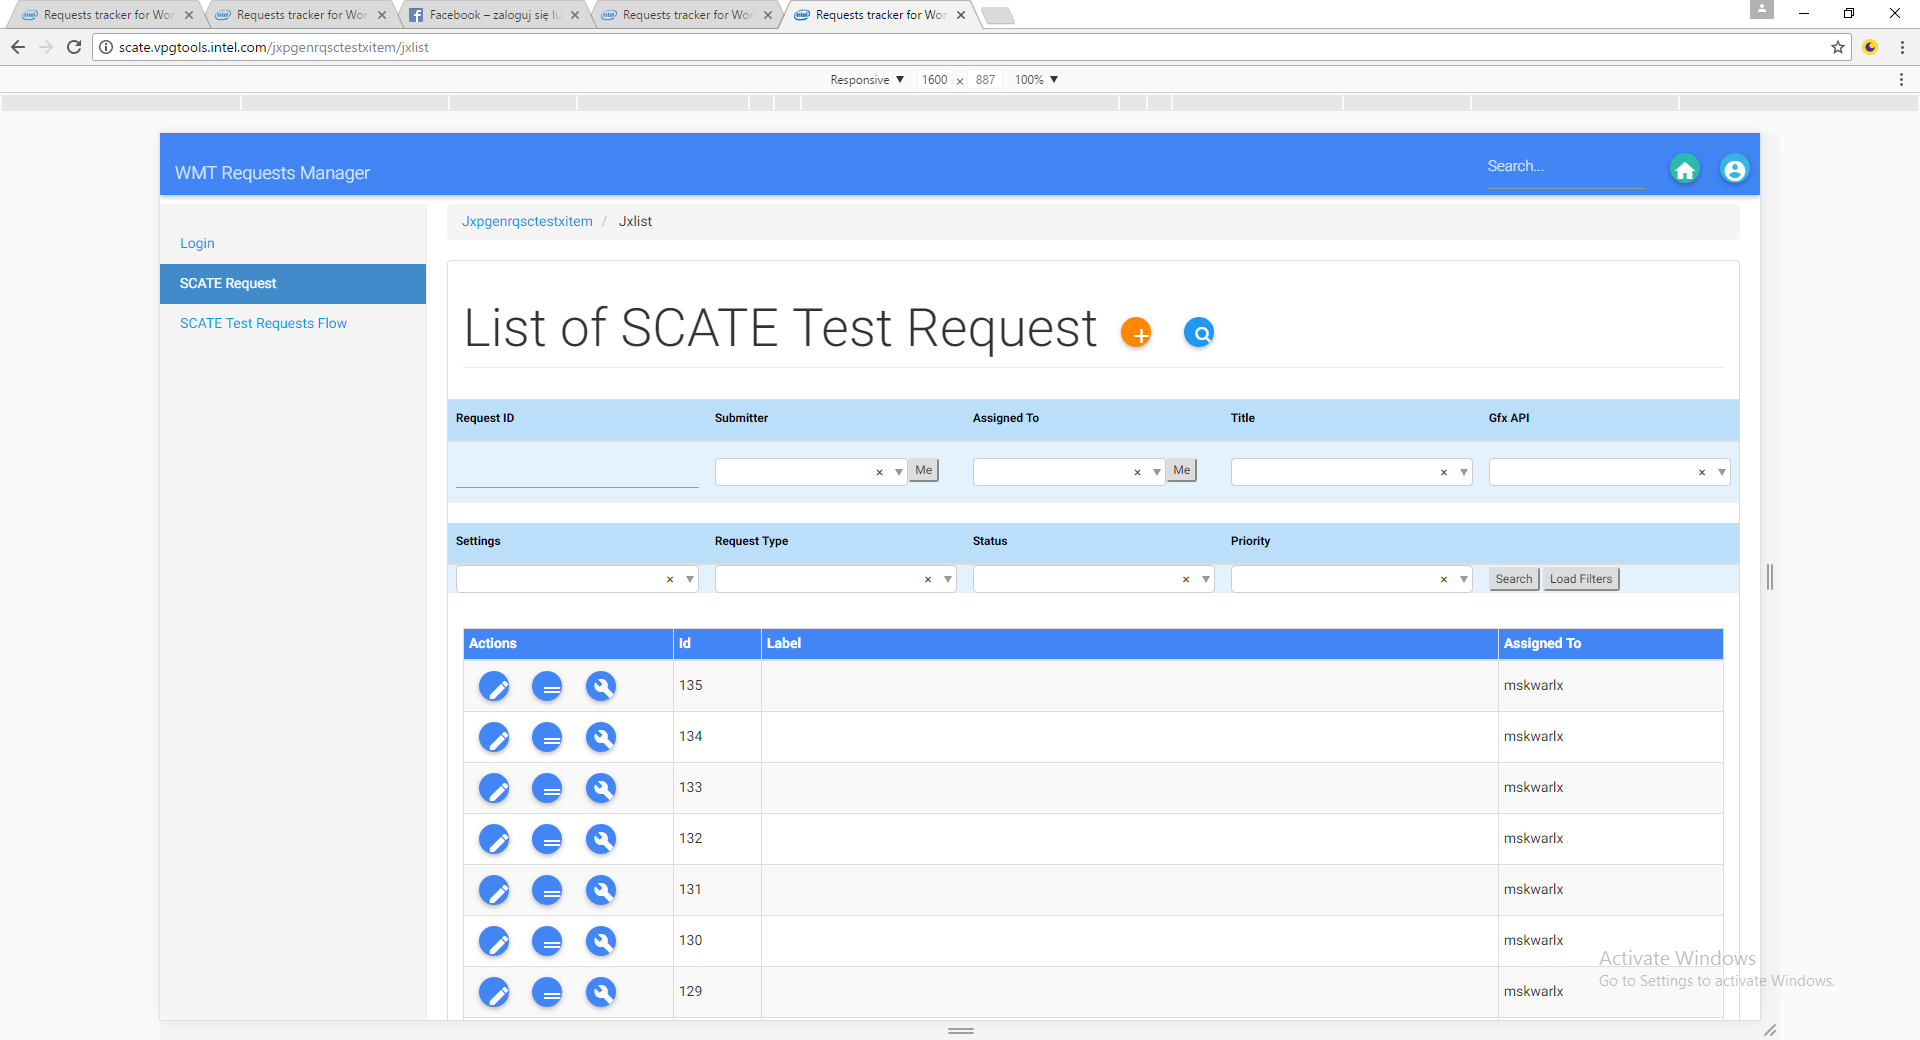 Requests tracker for Wor
Requests tracker for Wor
Facebook – zaloguj się lu
Requests tracker for Wor
Requests tracker for Wor
scate.vpgtools.intel.com/jxpgenrqsctestxitem/jxlist
Responsive 1600 × 887 100%
WMT Requests Manager
Search...
Jxpgenrqsctestxitem / Jxlist
Login
SCATE Request
SCATE Test Requests Flow
List of SCATE Test Request
Request ID Submitter Assigned To Title Gfx API
Me Me
Settings Request Type Status Priority
Search Load Filters
Actions Id Label Assigned To
135 mskwarlx
134 mskwarlx
133 mskwarlx
132 mskwarlx
131 mskwarlx
130 mskwarlx
129 mskwarlx
Activate Windows
Go to Settings to activate Windows.